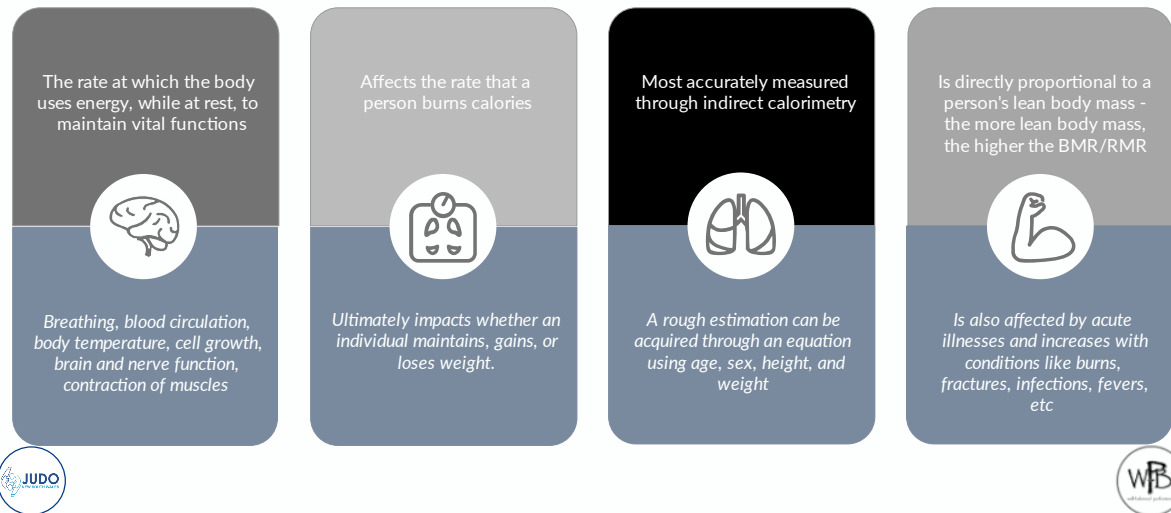 The rate at which the body
uses energy, while at rest, to
maintain vital functions
Breathing, blood circulation,
body temperature, cell growth,
brain and nerve function,
contraction of muscles
Affects the rate that a
person burns calories
Ultimately impacts whether an
individual maintains, gains, or
loses weight.
Most accurately measured
through indirect calorimetry
A rough estimation can be
acquired through an equation
using age, sex, height, and
weight
Is directly proportional to a
person's lean body mass -
the more lean body mass,
the higher the BMR/RMR
Is also affected by acute
illnesses and increases with
conditions like burns,
fractures, infections, fevers,
etc
JUDO
WPB